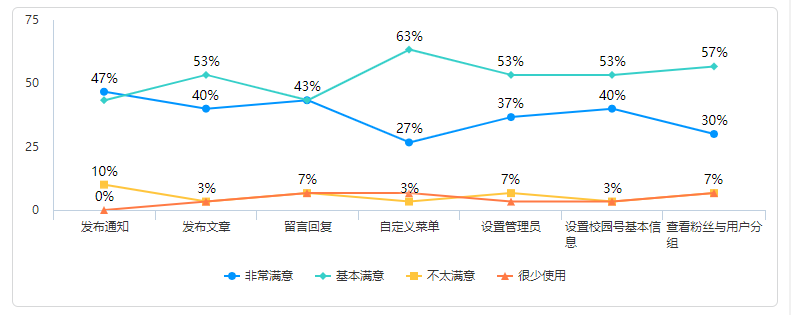 75
63%
57%
53%
53%
53%
50
47%
43%
40%
40%
37%
30%
27%
25
10%
7%
7%
7%
3%
3%
3%
0%
0
发布通知
发布文章
留言回复
自定义菜单
设置管理员
设置校园号基本信
息
查看粉丝与用户分
组
非常满意
基本满意
不太满意
很少使用